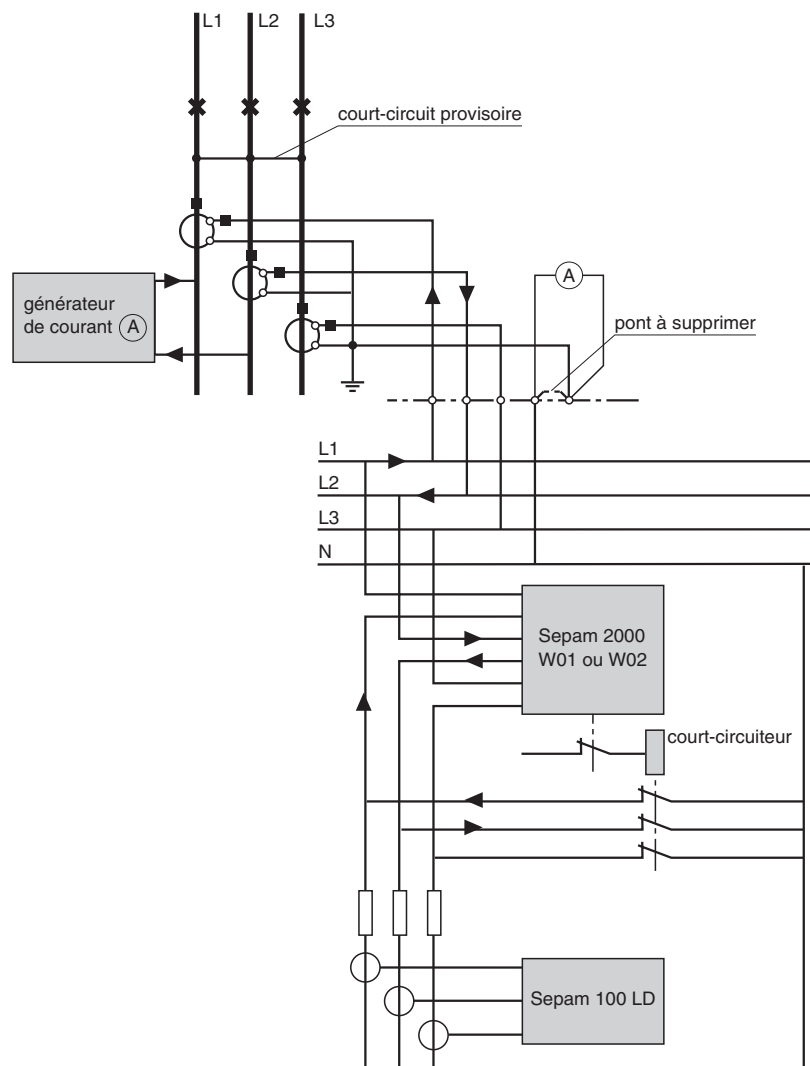 L1 L2 L3
court-circuit provisoire
A
générateur
de courant A
pont à supprimer
L1
L2
L3
N
Sepam 2000
W01 ou W02
court-circuiteur
Sepam 100 LD